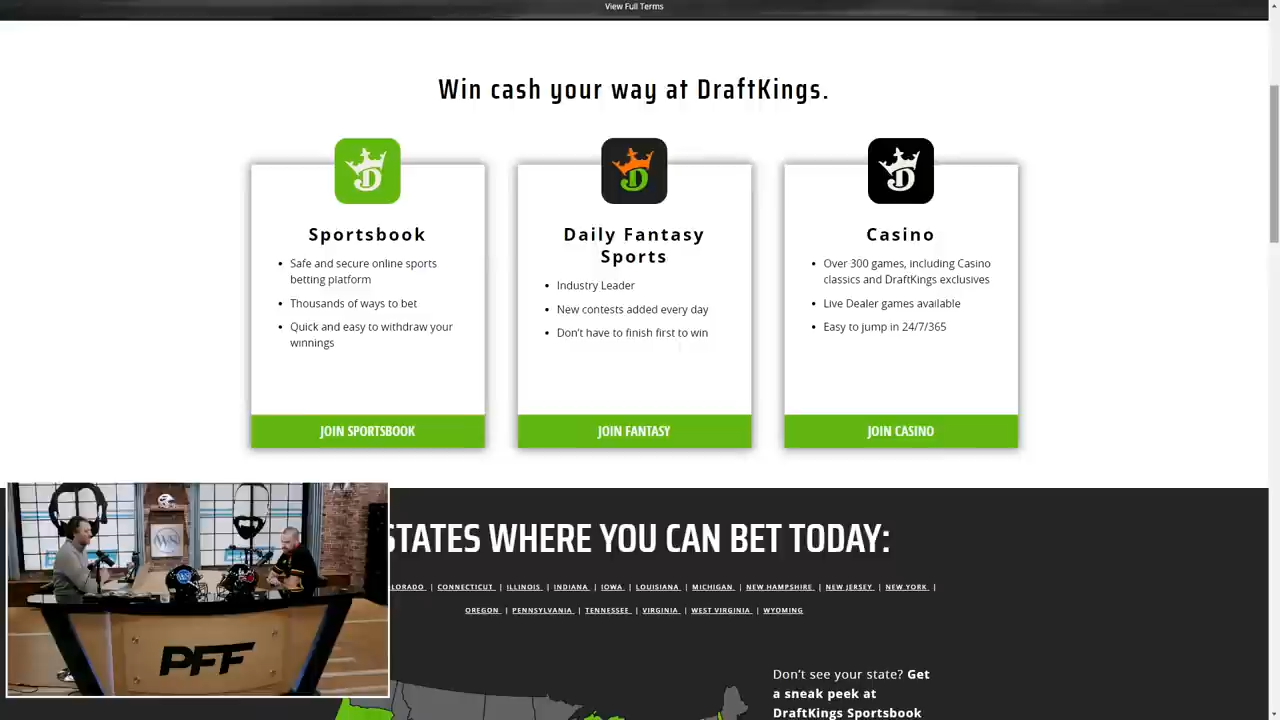 View Full Terms
Win cash your way at DraftKings.
Sportsbook
Safe and secure online sports
betting platform
Thousands of ways to bet
Quick and easy to withdraw your
winnings
JOIN SPORTSBOOK
Daily Fantasy
Sports
Industry Leader
New contests added every day
Don't have to finish first to win
JOIN FANTASY
Casino
Over 300 games, including Casino
classics and DraftKings exclusives
Live Dealer games available
Easy to jump in 24/7/365
JOIN CASINO
STATES WHERE YOU CAN BET TODAY:
LORADO | CONNECTICUT | ILLINOIS | INDIANA | IOWA | LOUISIANA | MICHIGAN | NEW HAMPSHIRE | NEW JERSEY | NEW YORK |
OREGON | PENNSYLVANIA | TENNESSEE | VIRGINIA | WEST VIRGINIA | WYOMING
Don't see your state? Get
a sneak peek at
DraftKings Sportsbook
PFF